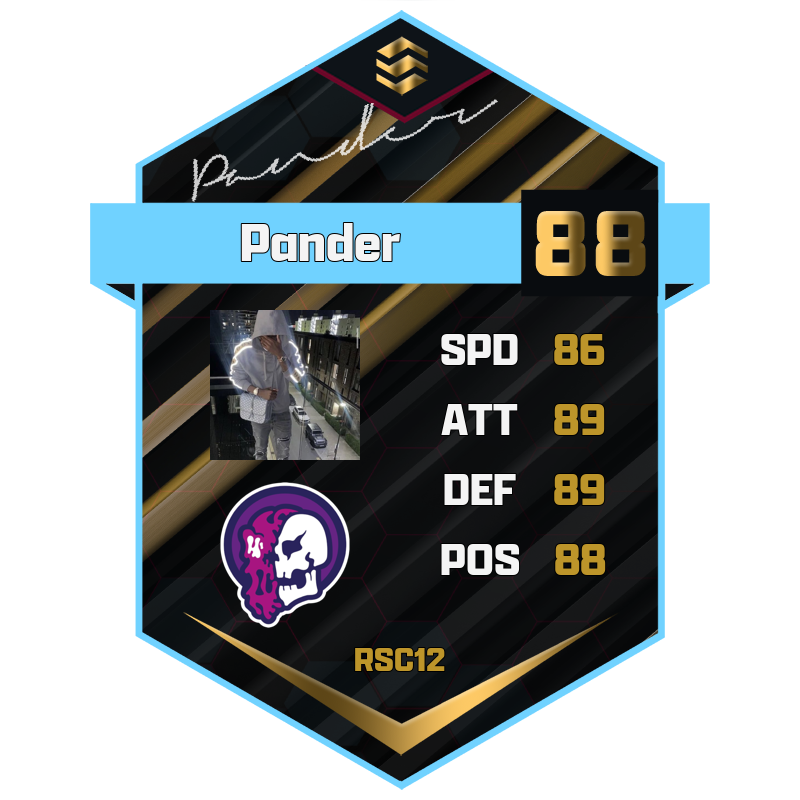 Pander
Pander
88
SPD 86
ATT 89
DEF 89
POS 88
RSC12